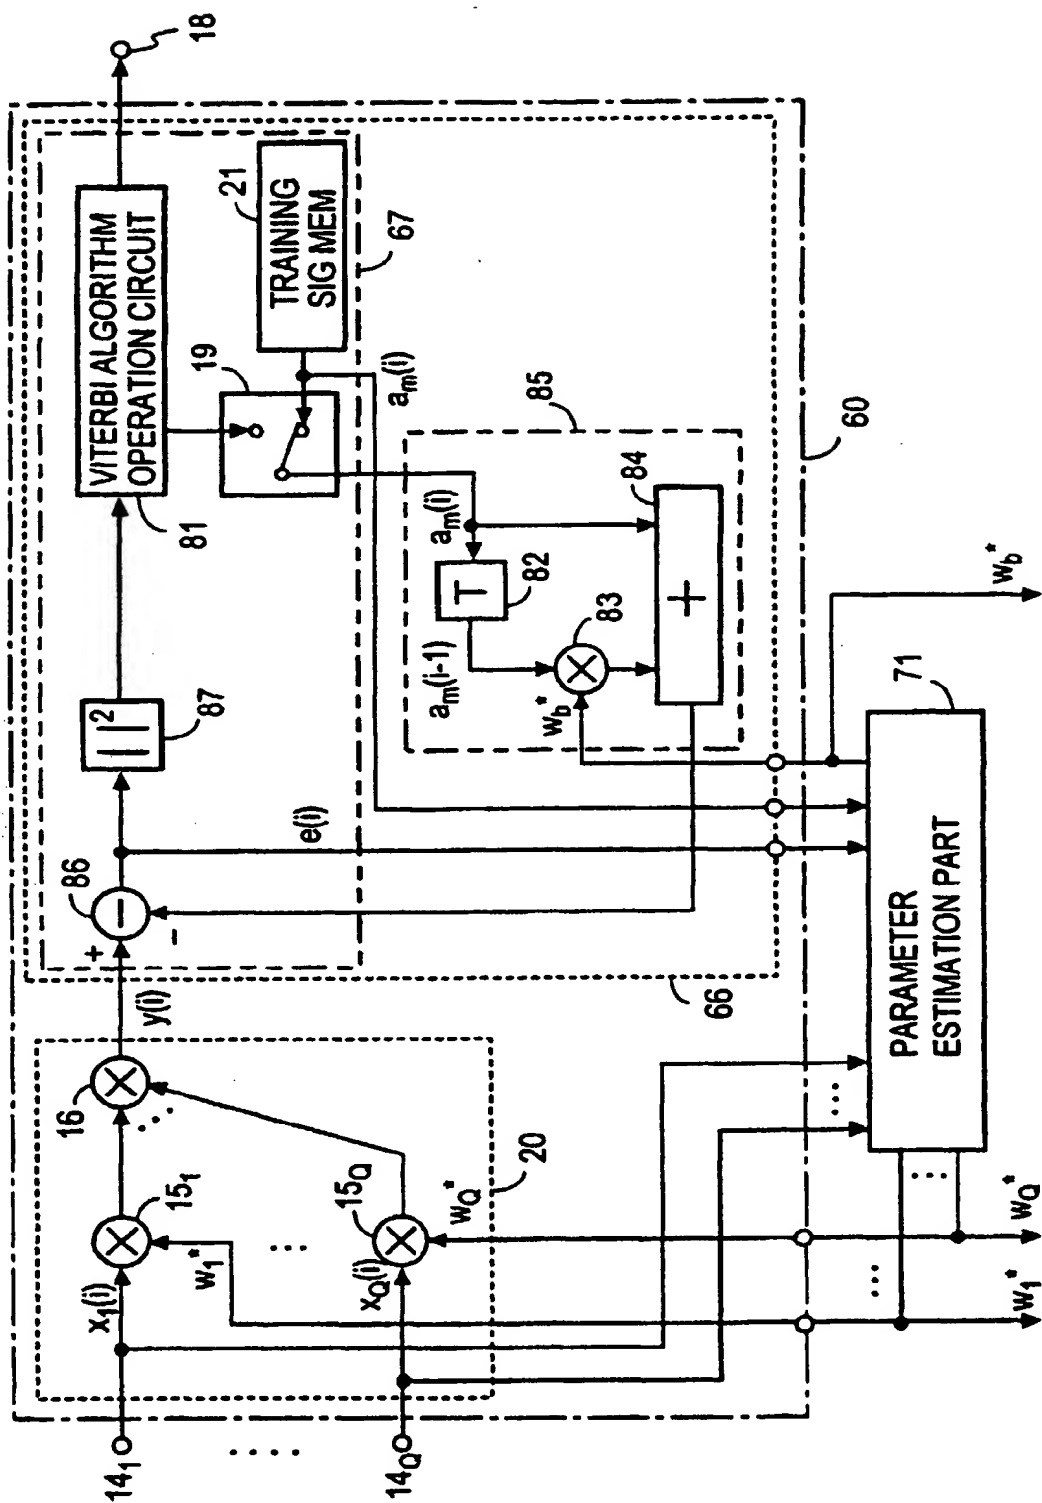 14₁
14Q
x₁(i)
xQ(i)
15₁
15Q
w₁*
wQ*
16
20
y(i)
+
−
−
86
e(i)
| |²
87
81
VITERBI ALGORITHM
OPERATION CIRCUIT
18
19
21
TRAINING
SIG MEM
67
aₘ(i)
aₘ(i)
aₘ(i-1)
T
82
83
w_b*
84
+
85
66
60
71
PARAMETER
ESTIMATION PART
w₁*
wQ*
w_b*